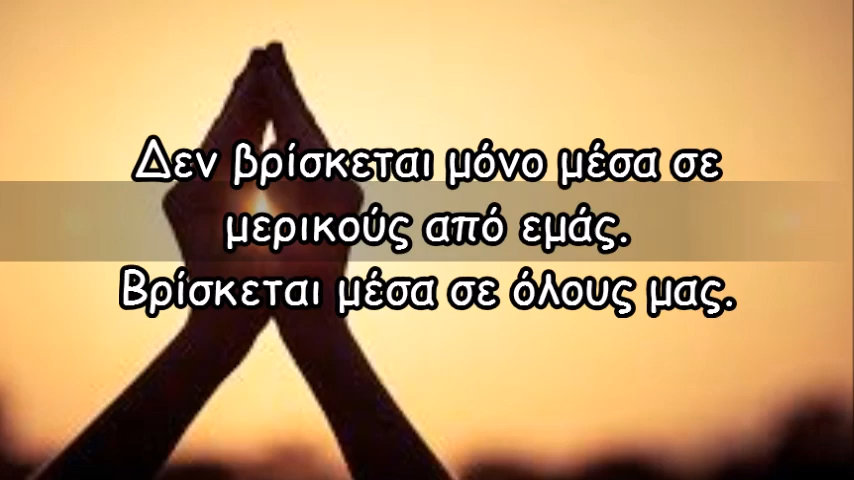 Δεν βρίσκεται μόνο μέσα σε
μερικούς από εμάς.
Βρίσκεται μέσα σε όλους μας.